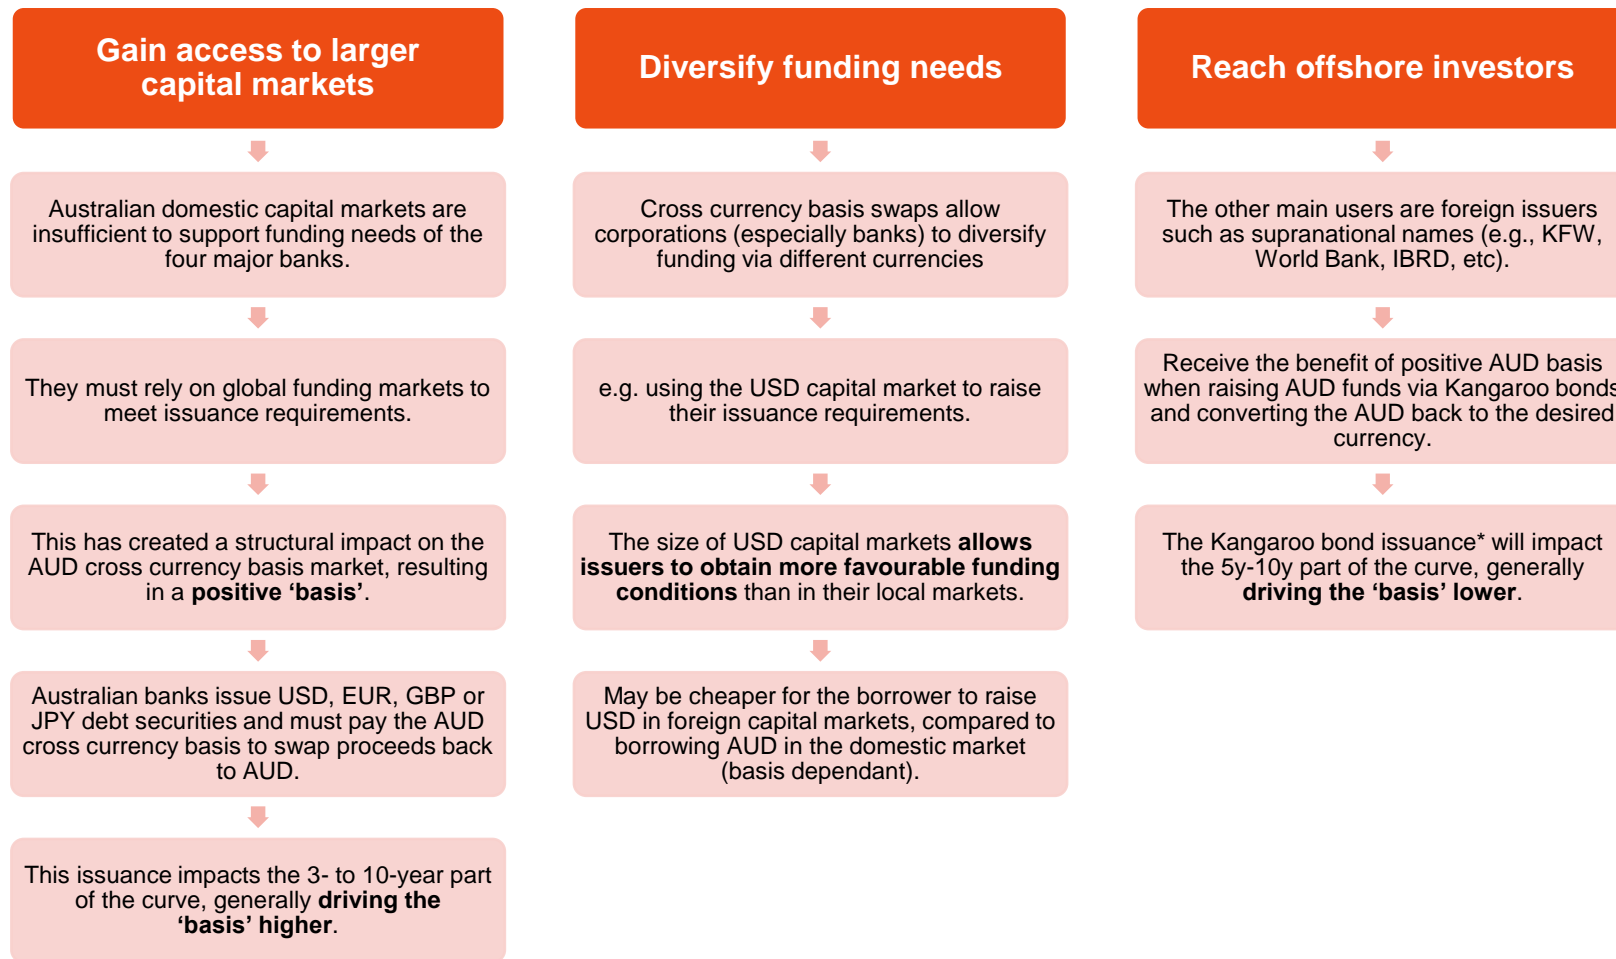 Gain access to larger
capital markets
Australian domestic capital markets are
insufficient to support funding needs of the
four major banks.
They must rely on global funding markets to
meet issuance requirements.
This has created a structural impact on the
AUD cross currency basis market, resulting
in a positive ‘basis’.
Australian banks issue USD, EUR, GBP or
JPY debt securities and must pay the AUD
cross currency basis to swap proceeds back
to AUD.
This issuance impacts the 3- to 10-year part
of the curve, generally driving the
‘basis’ higher.
Diversify funding needs
Cross currency basis swaps allow
corporations (especially banks) to diversify
funding via different currencies
e.g. using the USD capital market to raise
their issuance requirements.
The size of USD capital markets allows
issuers to obtain more favourable funding
conditions than in their local markets.
May be cheaper for the borrower to raise
USD in foreign capital markets, compared to
borrowing AUD in the domestic market
(basis dependant).
Reach offshore investors
The other main users are foreign issuers
such as supranational names (e.g., KFW,
World Bank, IBRD, etc).
Receive the benefit of positive AUD basis
when raising AUD funds via Kangaroo bonds
and converting the AUD back to the desired
currency.
The Kangaroo bond issuance* will impact
the 5y-10y part of the curve, generally
driving the ‘basis’ lower.